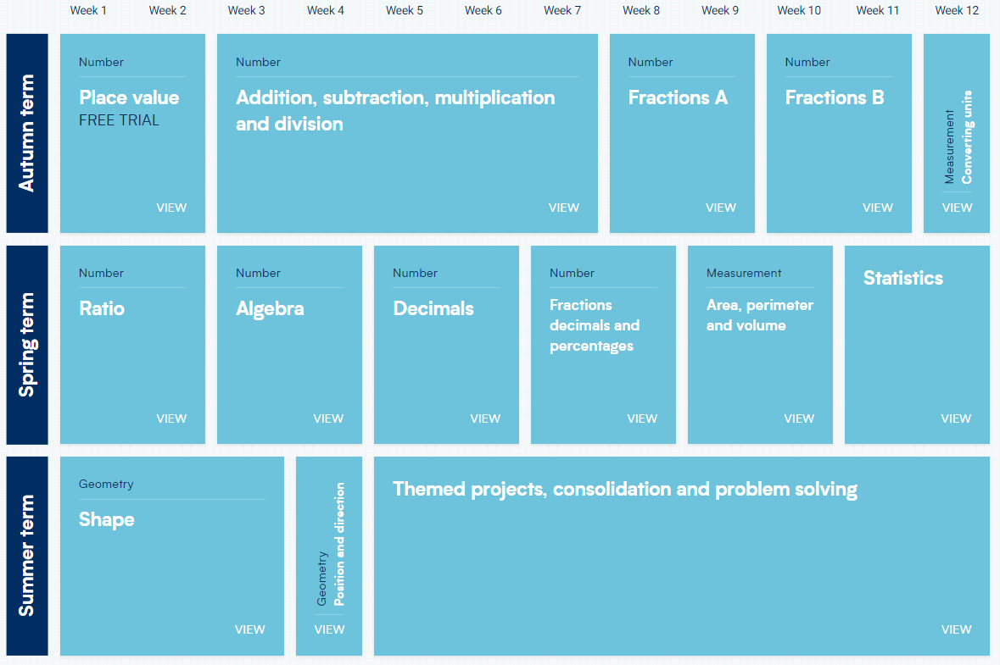 Week 1
Week 2
Week 3
Week 4
Week 5
Week 6
Week 7
Week 8
Week 9
Week 10
Week 11
Week 12
Autumn term
Number
Place value
FREE TRIAL
VIEW
Number
Addition, subtraction, multiplication
and division
VIEW
Number
Fractions A
VIEW
Number
Fractions B
VIEW
Measurement
Converting units
VIEW
Spring term
Number
Ratio
VIEW
Number
Algebra
VIEW
Number
Decimals
VIEW
Number
Fractions
decimals and
percentages
VIEW
Measurement
Area, perimeter
and volume
VIEW
Statistics
VIEW
Summer term
Geometry
Shape
VIEW
Geometry
Position and direction
VIEW
Themed projects, consolidation and problem solving
VIEW